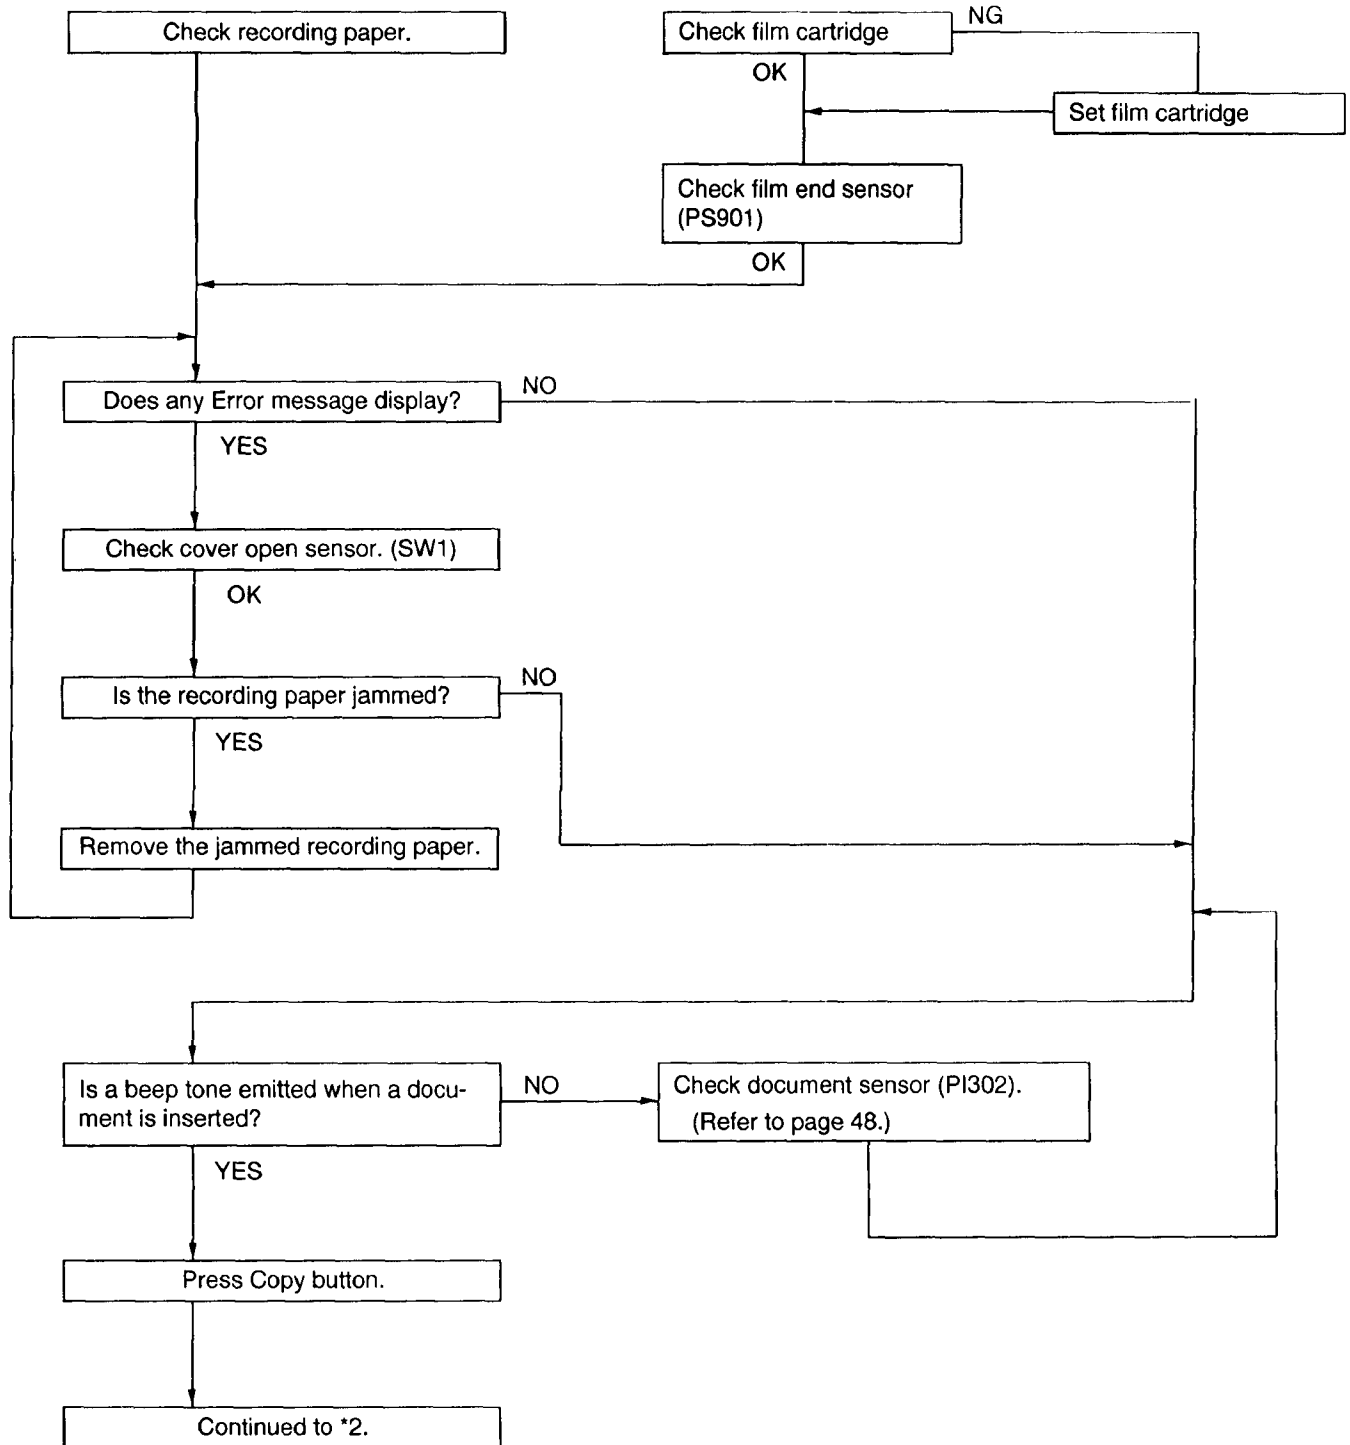 Check recording paper.
Check film cartridge
NG
OK
Set film cartridge
Check film end sensor
(PS901)
OK
Does any Error message display?
NO
YES
Check cover open sensor. (SW1)
OK
Is the recording paper jammed?
NO
YES
Remove the jammed recording paper.
Is a beep tone emitted when a docu-
ment is inserted?
NO
Check document sensor (PI302).
(Refer to page 48.)
YES
Press Copy button.
Continued to *2.